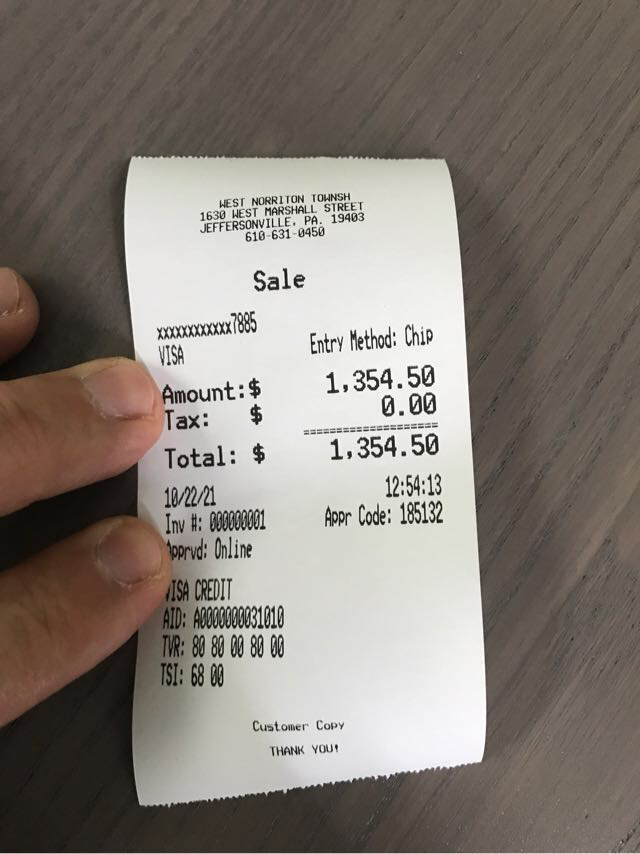 WEST NORRITON TOWNSH
1630 WEST MARSHALL STREET
JEFFERSONVILLE, PA. 19403
610-631-0450
Sale
xxxxxxxxxxxx7885
VISA Entry Method: Chip
Amount:$ 1,354.50
Tax: $ 0.00
=====================
Total: $ 1,354.50
10/22/21 12:54:13
Inv #: 000000001 Appr Code: 185132
Apprvd: Online
VISA CREDIT
AID: A0000000031010
TVR: 80 80 00 80 00
TSI: 68 00
Customer Copy
THANK YOU!